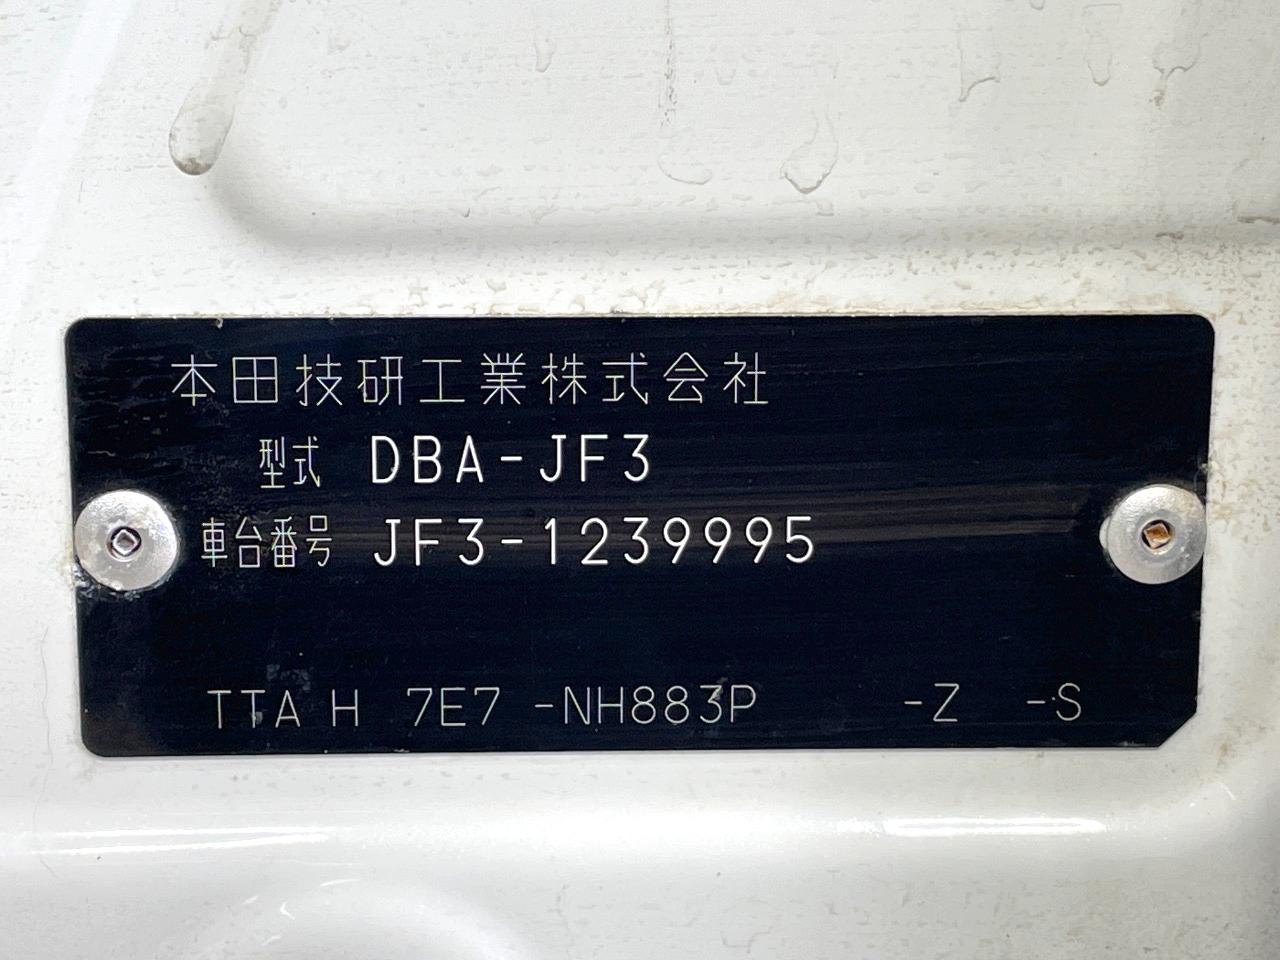 本田技研工業株式会社
型式 DBA-JF3
車台番号 JF3-1239995
TTA H 7E7 -NH883P -Z -S